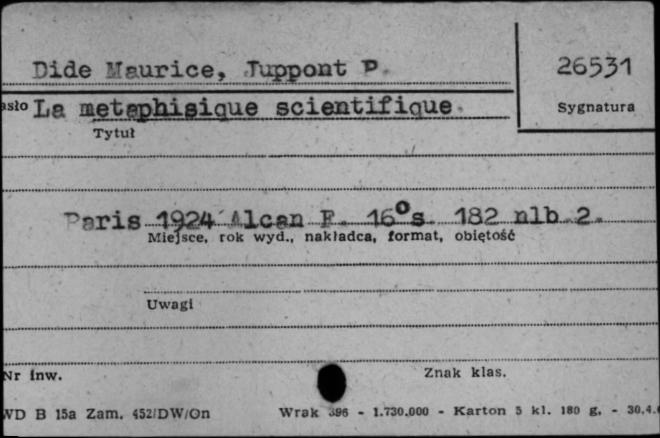 Dide Maurice, Juppont P.
26531
asło La metaphisique scientifique.
Sygnatura
Tytuł
Paris 1924 Alcan F. 16°s. 182 nlb 2.
Miejsce, rok wyd., nakładca, format, objętość
Uwagi
Nr inw.
Znak klas.
WD B 15a Zam. 452/DW/On Wrak 396 - 1.730.000 - Karton 5 kl. 180 g. - 30.4.